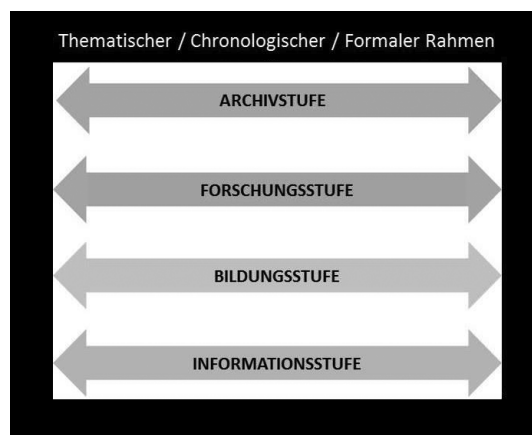 Thematischer / Chronologischer / Formaler Rahmen
ARCHIVSTUFE
FORSCHUNGSSTUFE
BILDUNGSSTUFE
INFORMATIONSSTUFE